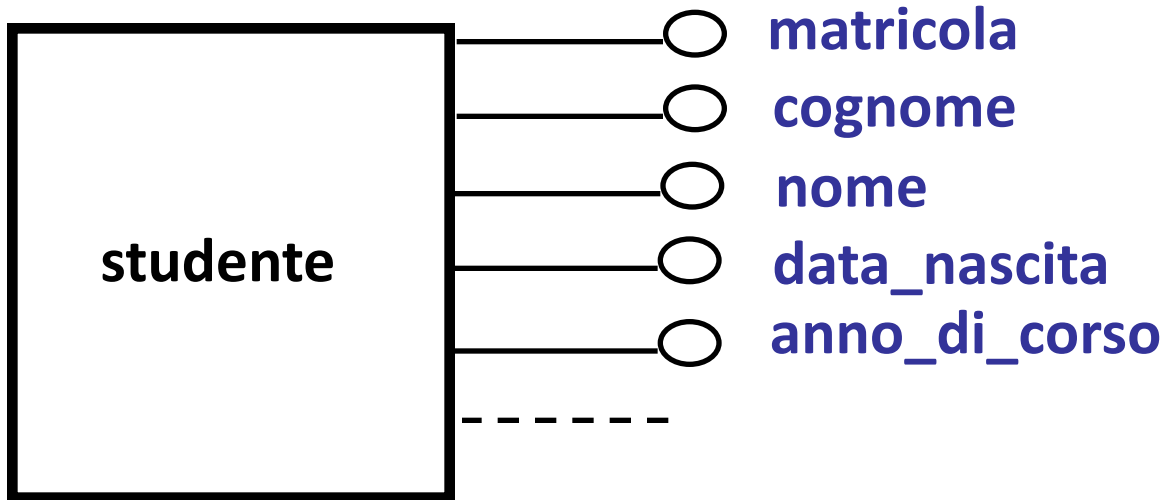 matricola
cognome
nome
studente
data_nascita
anno_di_corso